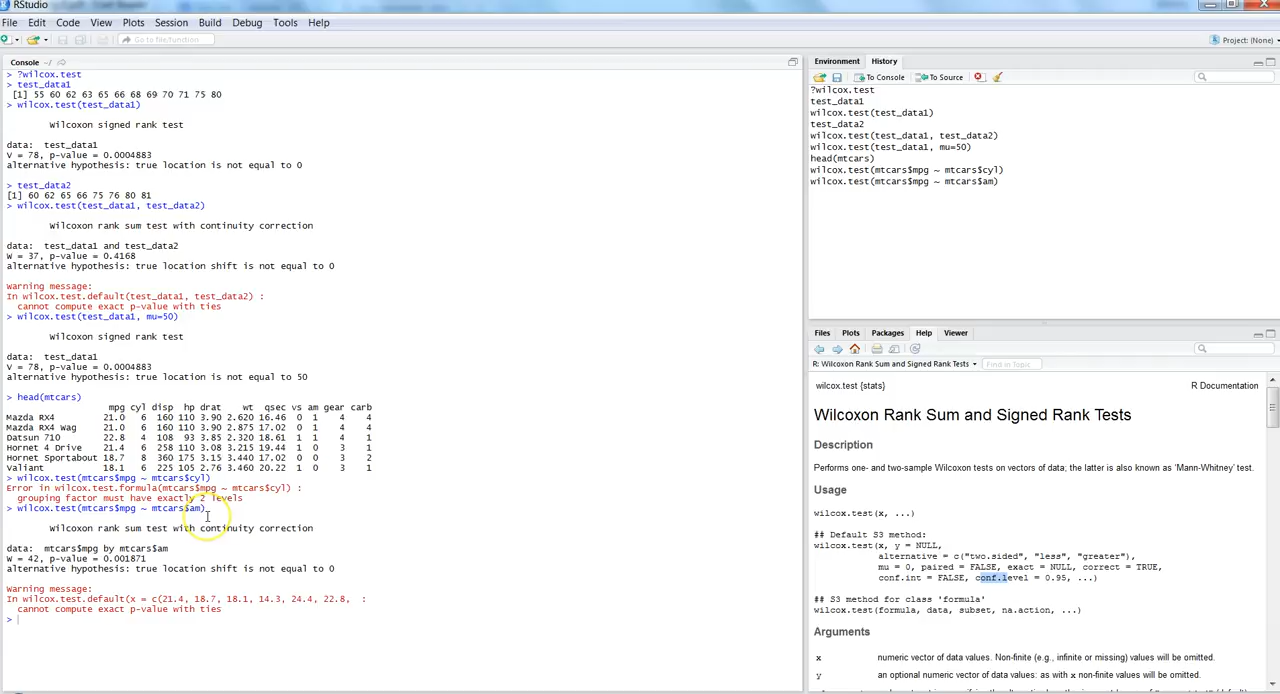 RStudio
File Edit Code View Plots Session Build Debug Tools Help
Go to file/function
Project: (None)
Console ~/
> ?wilcox.test
> test_data1
[1] 55 60 62 63 65 66 68 69 70 71 75 80
> wilcox.test(test_data1)
Wilcoxon signed rank test
data: test_data1
V = 78, p-value = 0.0004883
alternative hypothesis: true location is not equal to 0
> test_data2
[1] 60 62 65 66 75 76 80 81
> wilcox.test(test_data1, test_data2)
Wilcoxon rank sum test with continuity correction
data: test_data1 and test_data2
W = 37, p-value = 0.4168
alternative hypothesis: true location shift is not equal to 0
Warning message:
In wilcox.test.default(test_data1, test_data2) :
cannot compute exact p-value with ties
> wilcox.test(test_data1, mu=50)
Wilcoxon signed rank test
data: test_data1
V = 78, p-value = 0.0004883
alternative hypothesis: true location is not equal to 50
> head(mtcars)
mpg cyl disp hp drat wt qsec vs am gear carb
Mazda RX4 21.0 6 160 110 3.90 2.620 16.46 0 1 4 4
Mazda RX4 Wag 21.0 6 160 110 3.90 2.875 17.02 0 1 4 4
Datsun 710 22.8 4 108 93 3.85 2.320 18.61 1 1 4 1
Hornet 4 Drive 21.4 6 258 110 3.08 3.215 19.44 1 0 3 1
Hornet Sportabout 18.7 8 360 175 3.15 3.440 17.02 0 0 3 2
Valiant 18.1 6 225 105 2.76 3.460 20.22 1 0 3 1
> wilcox.test(mtcars$mpg ~ mtcars$cyl)
Error in wilcox.test.formula(mtcars$mpg ~ mtcars$cyl) :
grouping factor must have exactly 2 levels
> wilcox.test(mtcars$mpg ~ mtcars$am)
Wilcoxon rank sum test with continuity correction
data: mtcars$mpg by mtcars$am
W = 42, p-value = 0.001871
alternative hypothesis: true location shift is not equal to 0
Warning message:
In wilcox.test.default(x = c(21.4, 18.7, 18.1, 14.3, 24.4, 22.8, :
cannot compute exact p-value with ties
>
Environment History
To Console To Source
?wilcox.test
test_data1
wilcox.test(test_data1)
test_data2
wilcox.test(test_data1, test_data2)
wilcox.test(test_data1, mu=50)
head(mtcars)
wilcox.test(mtcars$mpg ~ mtcars$cyl)
wilcox.test(mtcars$mpg ~ mtcars$am)
Files Plots Packages Help Viewer
R: Wilcoxon Rank Sum and Signed Rank Tests Find in Topic
wilcox.test {stats} R Documentation
Wilcoxon Rank Sum and Signed Rank Tests
Description
Performs one- and two-sample Wilcoxon tests on vectors of data; the latter is also known as ‘Mann-Whitney’ test.
Usage
wilcox.test(x, ...)
## Default S3 method:
wilcox.test(x, y = NULL,
alternative = c("two.sided", "less", "greater"),
mu = 0, paired = FALSE, exact = NULL, correct = TRUE,
conf.int = FALSE, conf.level = 0.95, ...)
## S3 method for class 'formula'
wilcox.test(formula, data, subset, na.action, ...)
Arguments
x numeric vector of data values. Non-finite (e.g., infinite or missing) values will be omitted.
y an optional numeric vector of data values: as with x non-finite values will be omitted.